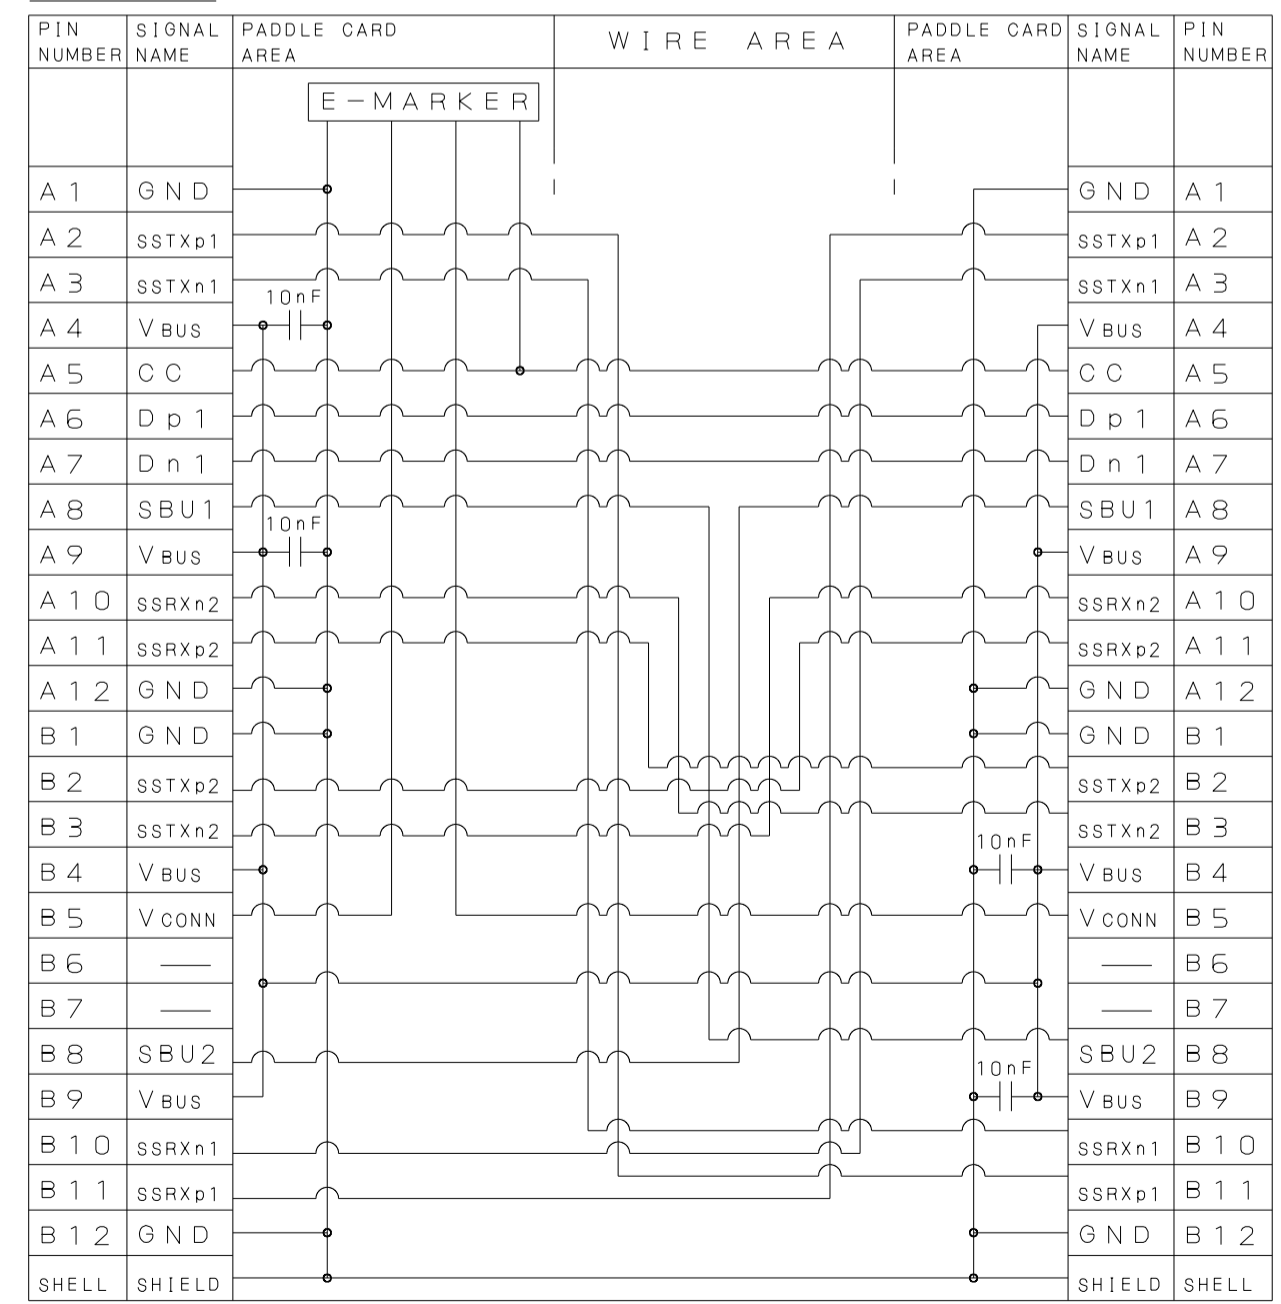 PIN NUMBER SIGNAL NAME PADDLE CARD AREA WIRE AREA PADDLE CARD AREA SIGNAL NAME PIN NUMBER
E-MARKER
A1 GND GND A1
A2 SSTXp1 SSTXp1 A2
A3 SSTXn1 SSTXn1 A3
10nF
A4 VBUS VBUS A4
A5 CC CC A5
A6 Dp1 Dp1 A6
A7 Dn1 Dn1 A7
A8 SBU1 SBU1 A8
10nF
A9 VBUS VBUS A9
A10 SSRXn2 SSRXn2 A10
A11 SSRXp2 SSRXp2 A11
A12 GND GND A12
B1 GND GND B1
B2 SSTXp2 SSTXp2 B2
B3 SSTXn2 SSTXn2 B3
10nF
B4 VBUS VBUS B4
B5 VCONN VCONN B5
B6 — — B6
B7 — — B7
B8 SBU2 SBU2 B8
10nF
B9 VBUS VBUS B9
B10 SSRXn1 SSRXn1 B10
B11 SSRXp1 SSRXp1 B11
B12 GND GND B12
SHELL SHIELD SHIELD SHELL